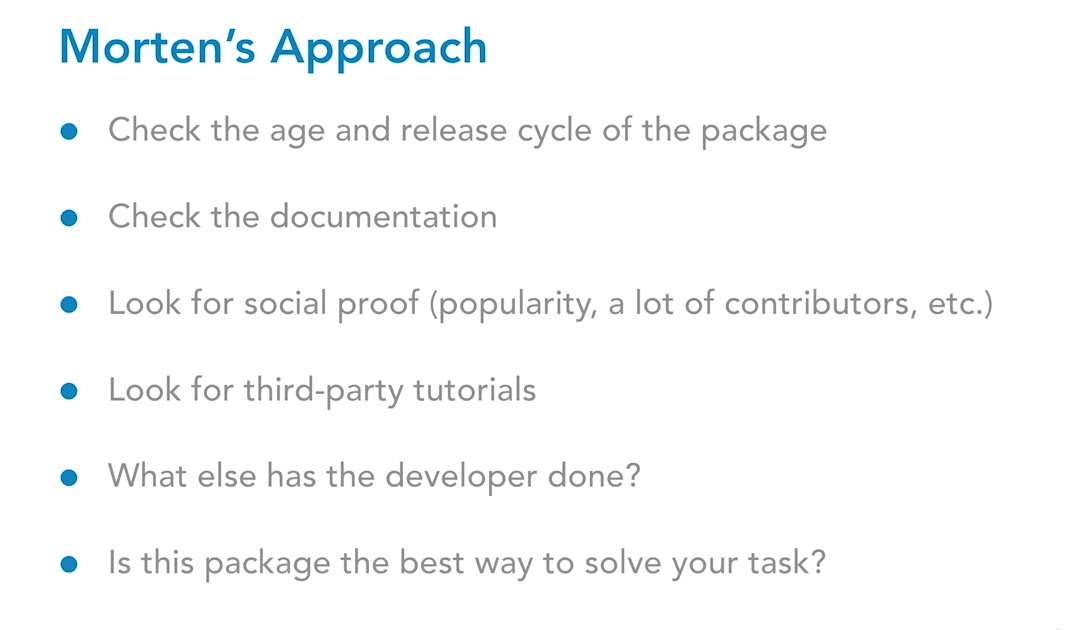 Morten’s Approach
Check the age and release cycle of the package
Check the documentation
Look for social proof (popularity, a lot of contributors, etc.)
Look for third-party tutorials
What else has the developer done?
Is this package the best way to solve your task?